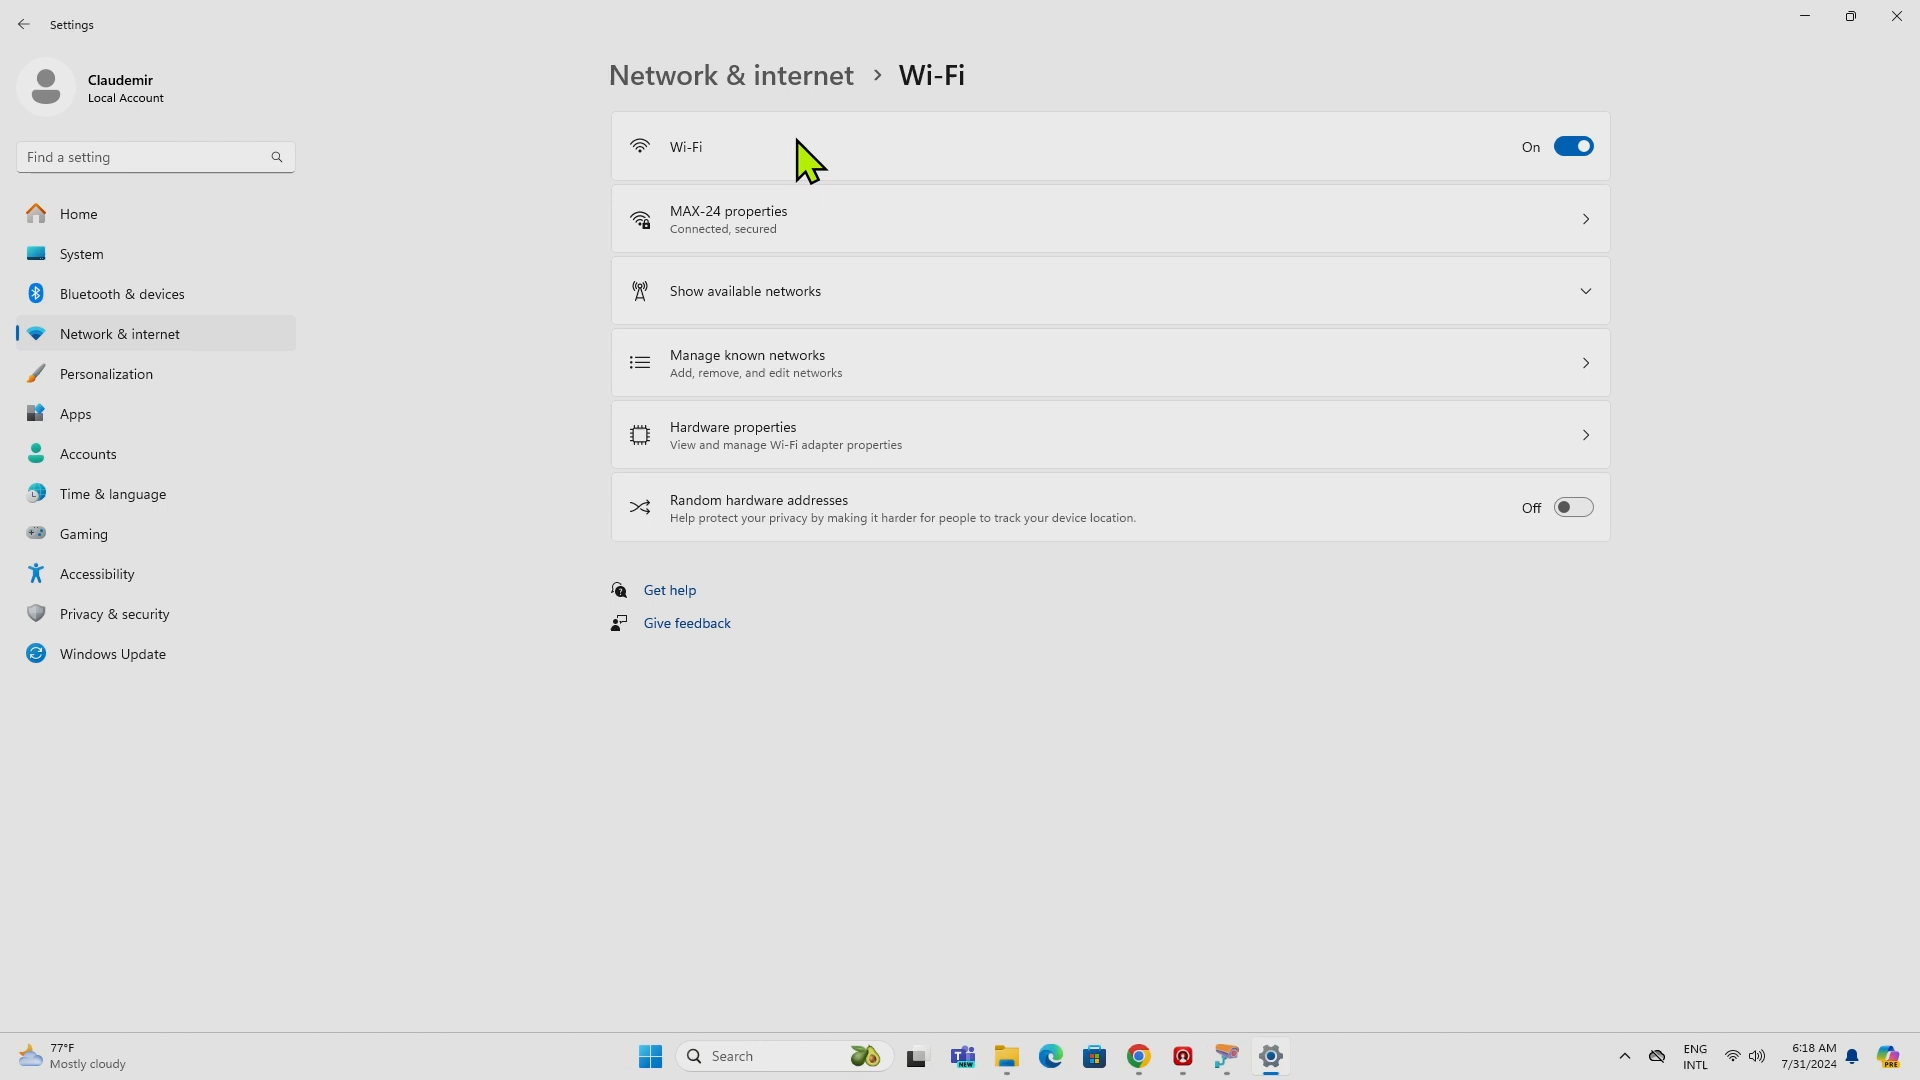 Settings
Claudemir
Local Account
Find a setting
Home
System
Bluetooth & devices
Network & internet
Personalization
Apps
Accounts
Time & language
Gaming
Accessibility
Privacy & security
Windows Update
Network & internet > Wi-Fi
Wi-Fi
On
MAX-24 properties
Connected, secured
Show available networks
Manage known networks
Add, remove, and edit networks
Hardware properties
View and manage Wi-Fi adapter properties
Random hardware addresses
Help protect your privacy by making it harder for people to track your device location.
Off
Get help
Give feedback
77°F
Mostly cloudy
Search
NEW
ENG
INTL
6:18 AM
7/31/2024
PRE